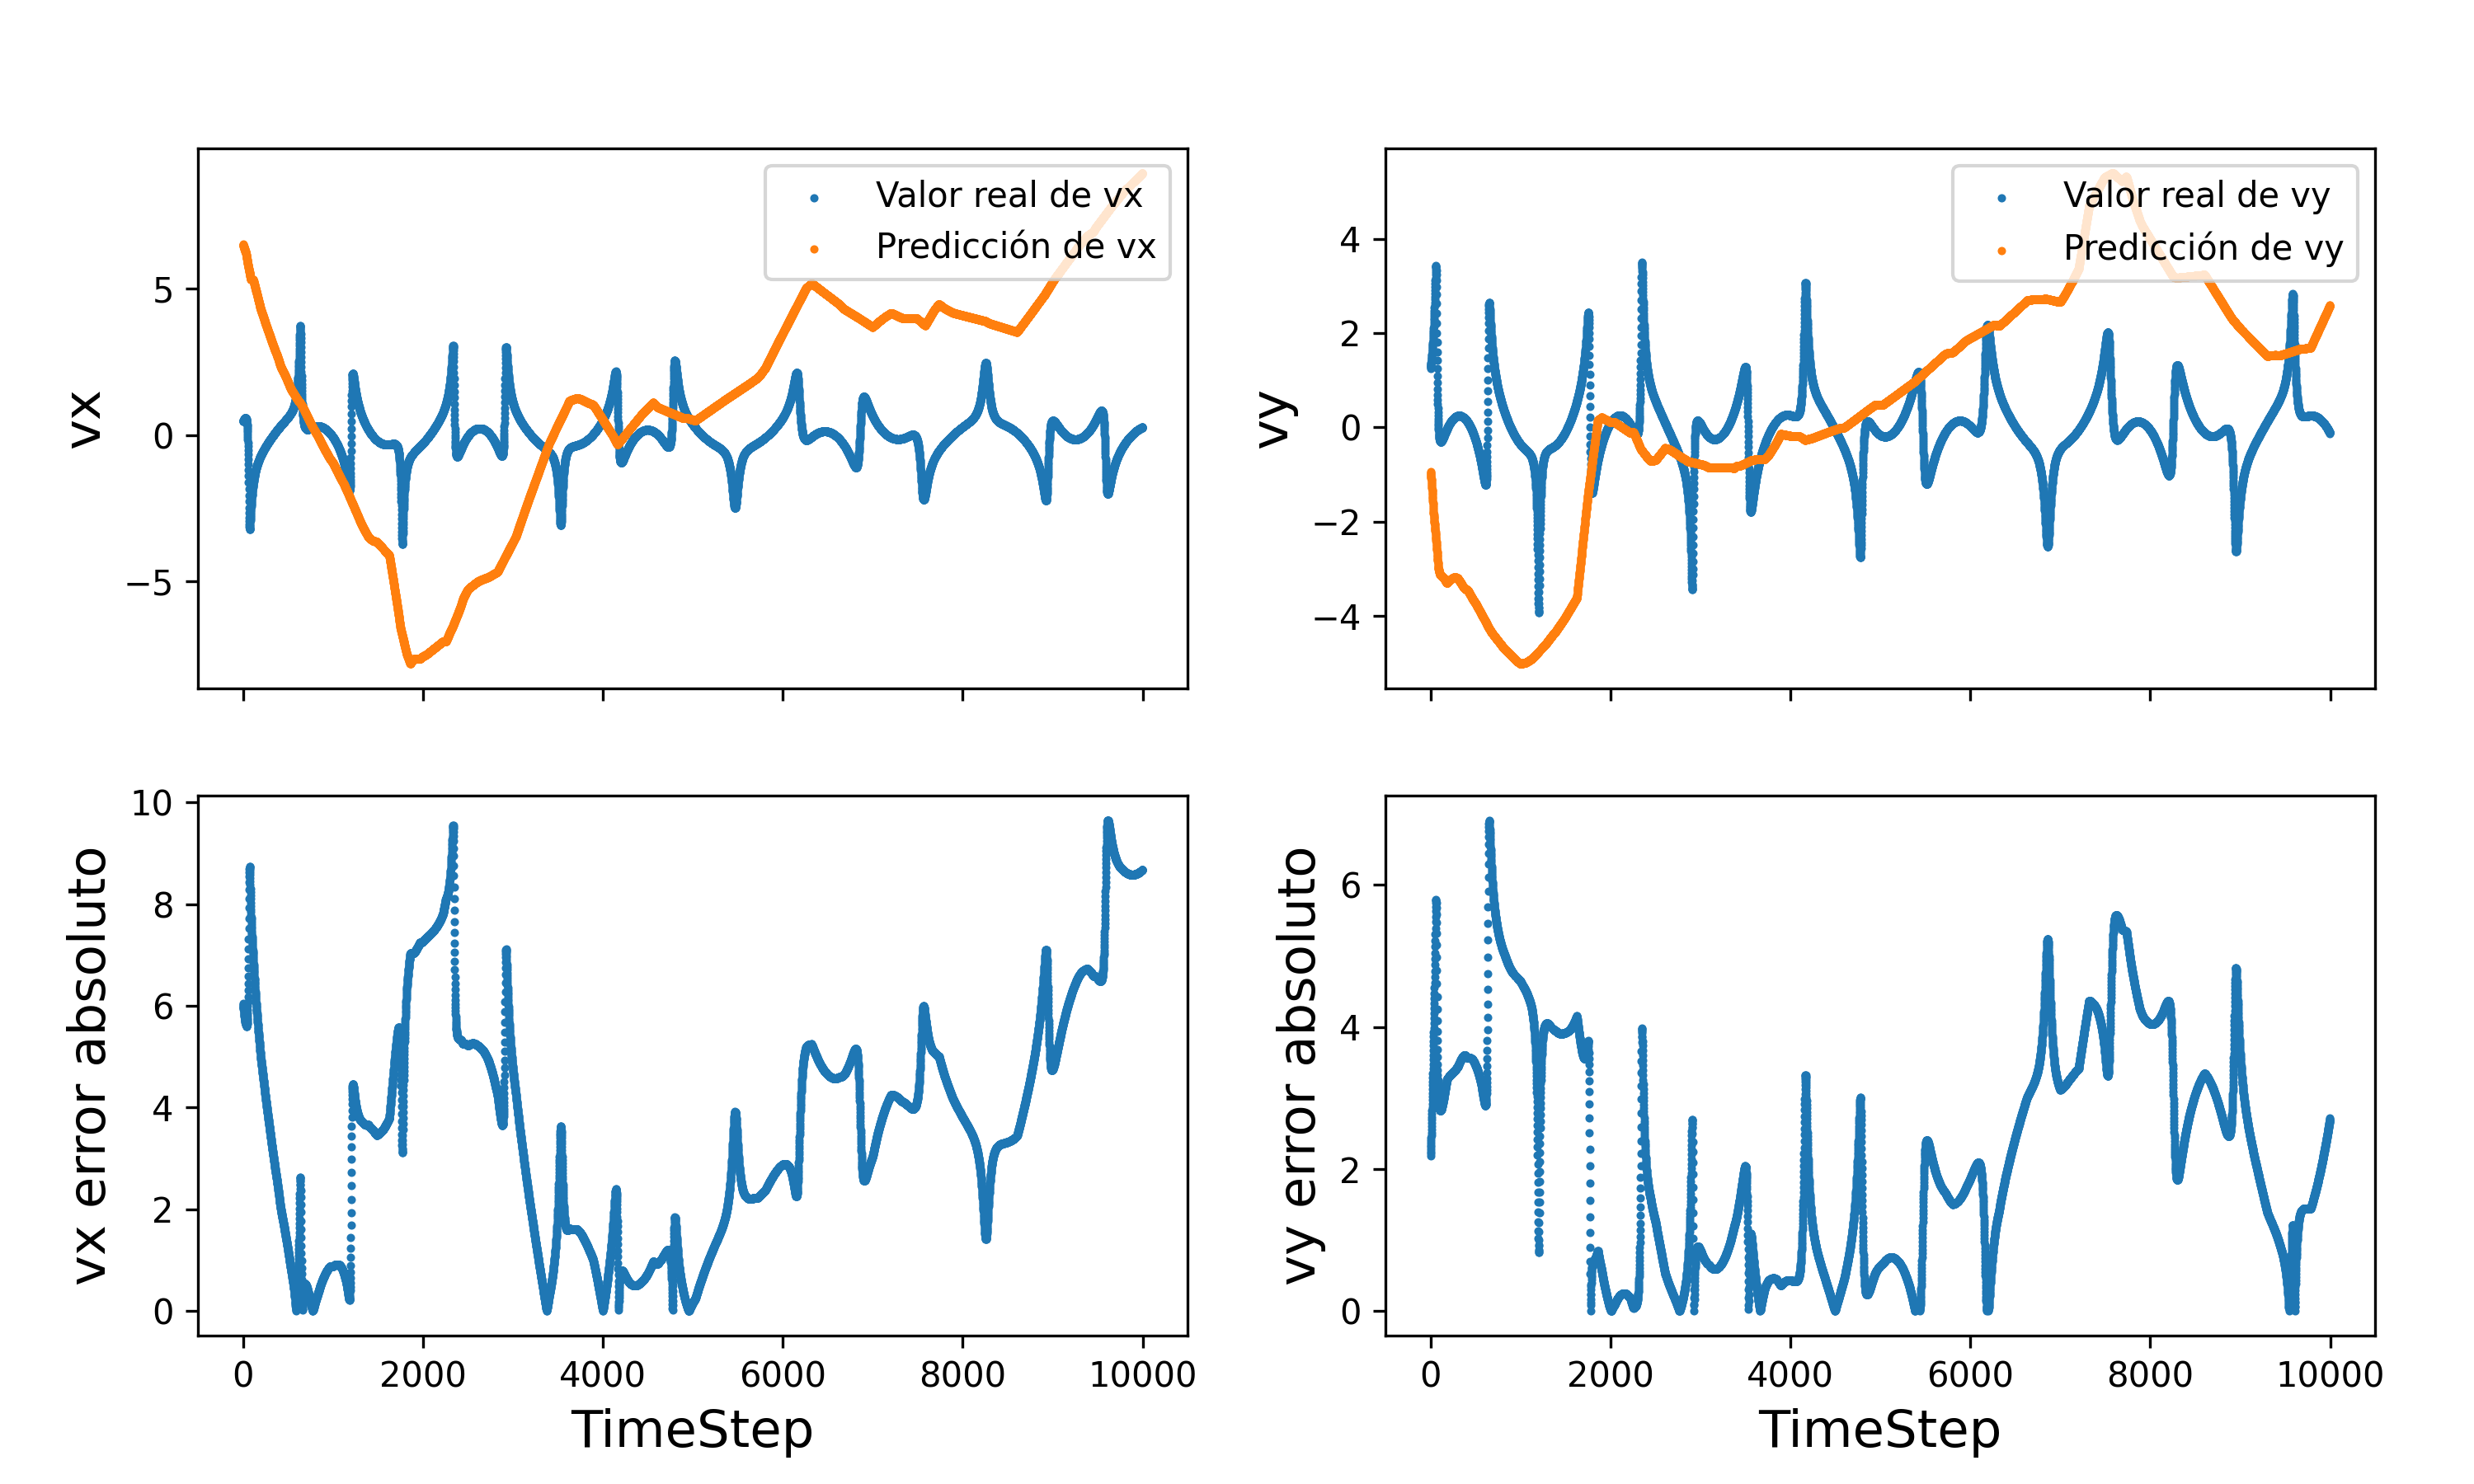 Valor real de vx
Predicción de vx
5
0
−5
vx
Valor real de vy
Predicción de vy
4
2
0
−2
−4
vy
10
8
6
4
2
0
vx error absoluto
0 2000 4000 6000 8000 10000
TimeStep
6
4
2
0
vy error absoluto
0 2000 4000 6000 8000 10000
TimeStep